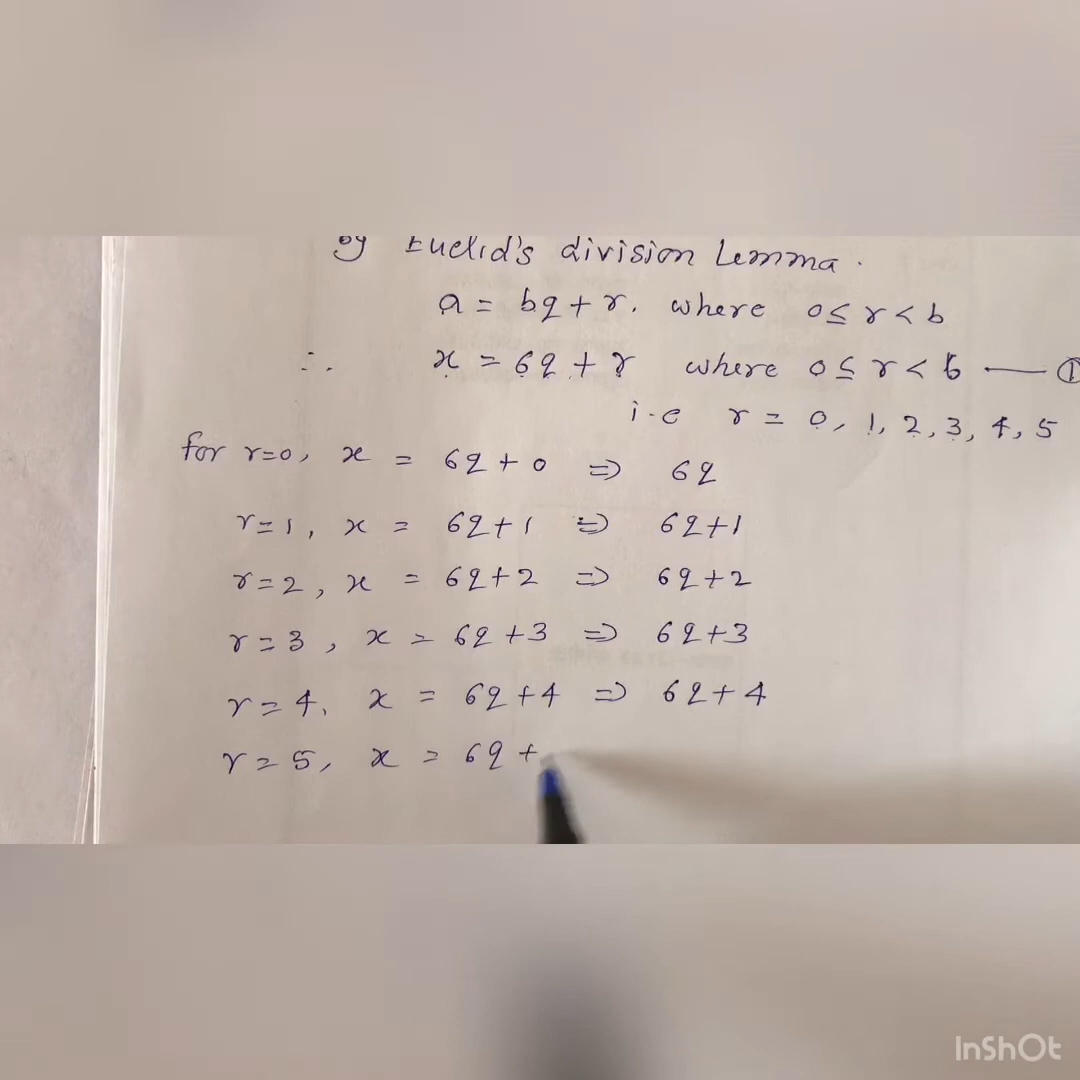 by Euclid's division Lemma.
a = bq + r. where 0 ≤ r < b
∴ x = 6q + r where 0 ≤ r < 6 —— ①
i.e r = 0, 1, 2, 3, 4, 5
for r=0, x = 6q + 0 ⇒ 6q
r=1, x = 6q+1 ⇒ 6q+1
r=2, x = 6q+2 ⇒ 6q+2
r=3, x = 6q+3 ⇒ 6q+3
r=4, x = 6q+4 ⇒ 6q+4
r=5, x = 6q+
InShOt